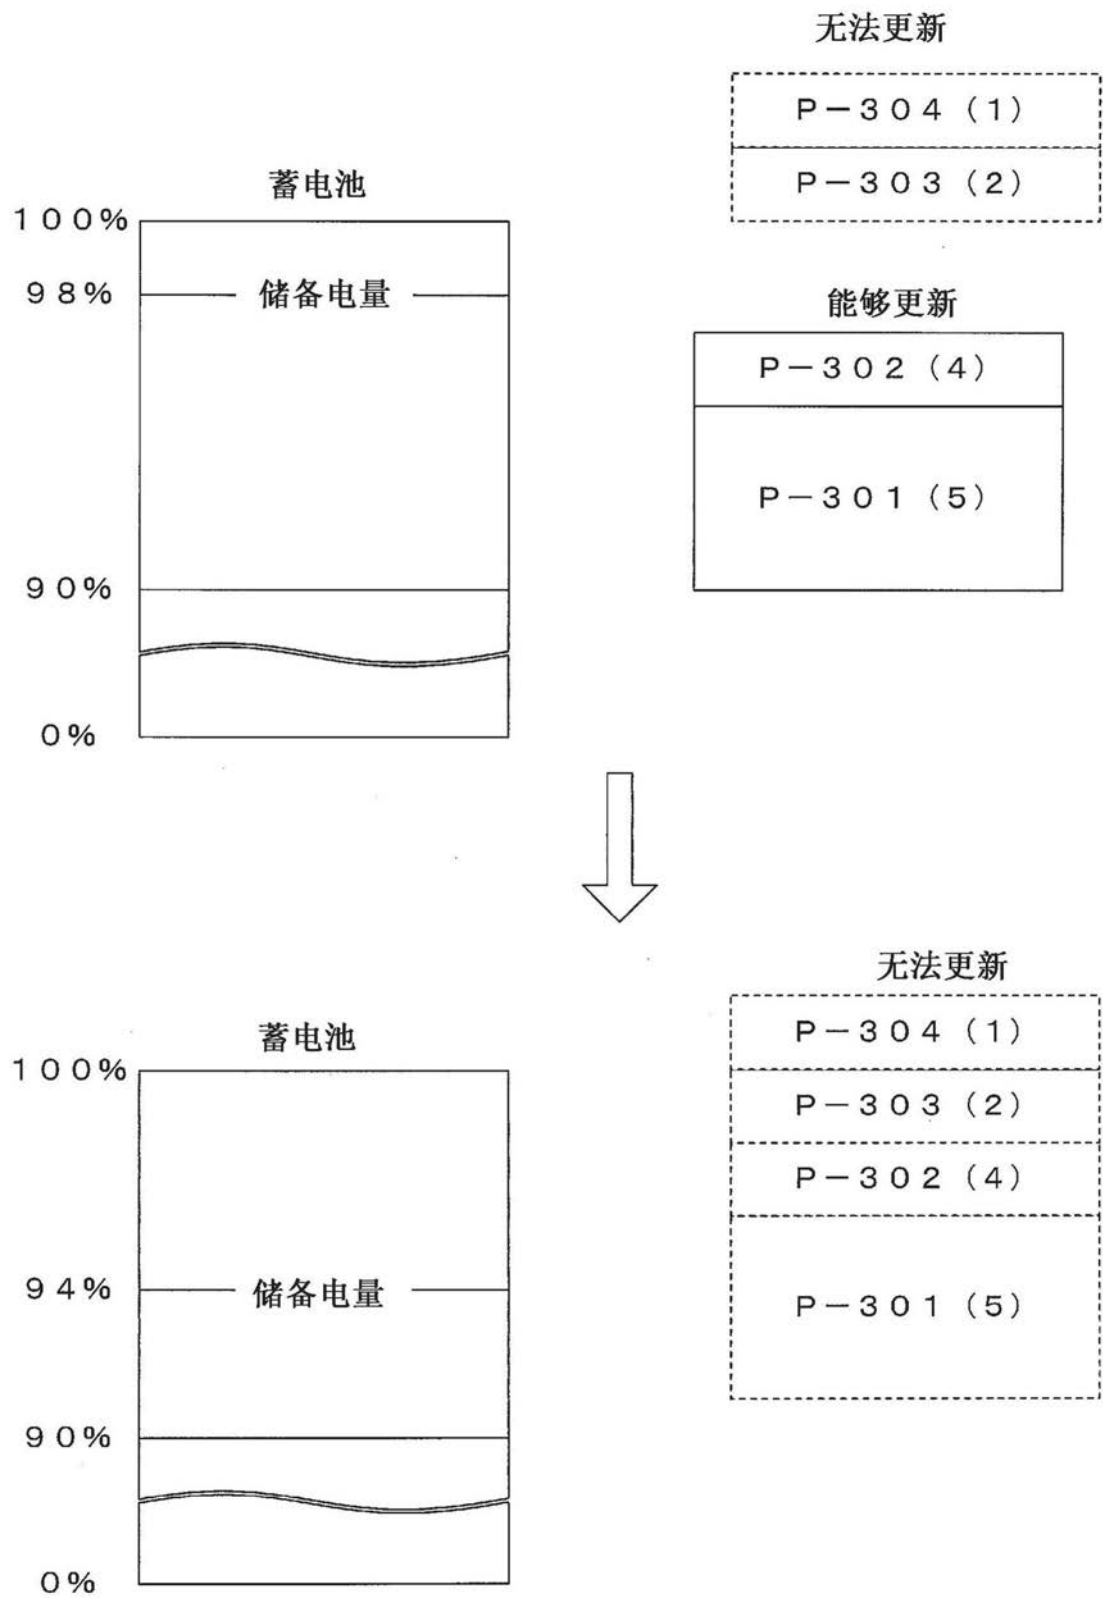 无法更新
P－304（1）
P－303（2）
蓄电池
100%
98%
储备电量
能够更新
P－302（4）
P－301（5）
90%
0%
无法更新
P－304（1）
蓄电池
100%
P－303（2）
P－302（4）
94%
储备电量
P－301（5）
90%
0%